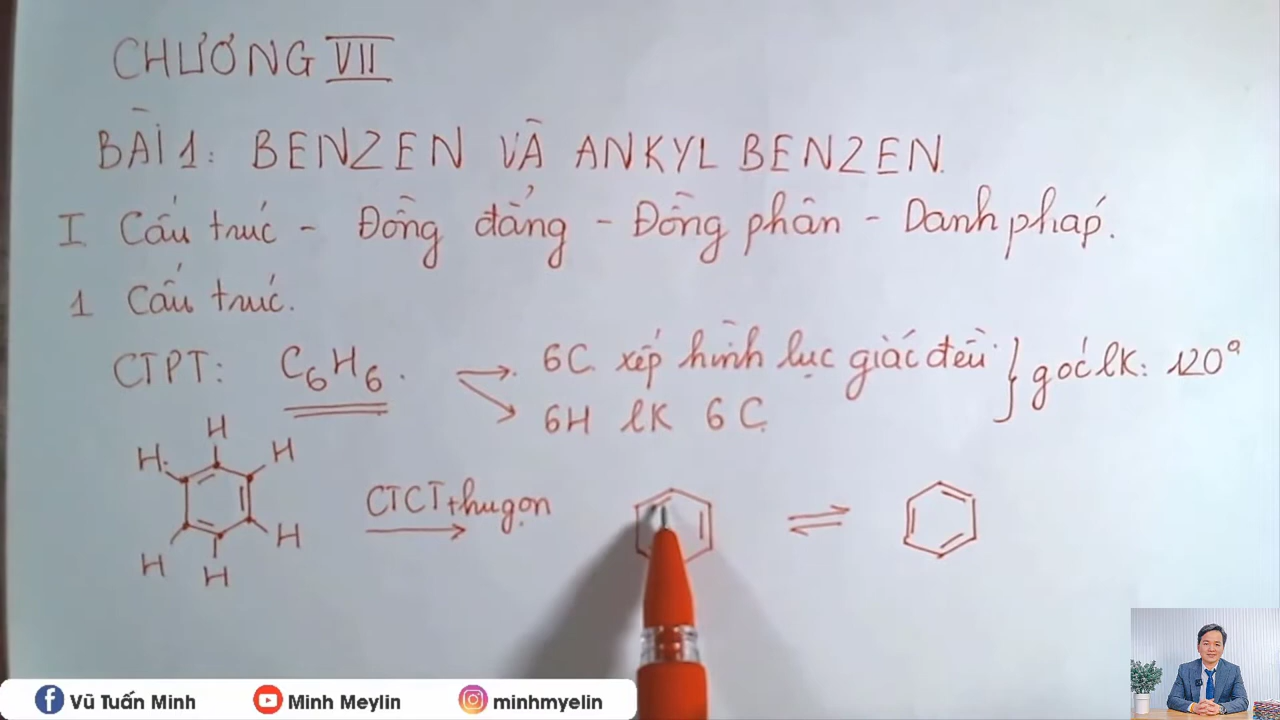 CHƯƠNG VII
BÀI 1: BENZEN VÀ ANKYL BENZEN.
I Cấu trúc - Đồng đẳng - Đồng phân - Danh pháp.
1 Cấu trúc.
CTPT: C6H6. 6C xếp hình lục giác đều. } góc lk: 120°
6H lk 6C.
H
H H
CTCT thu gọn
H
H H
Vũ Tuấn Minh Minh Meylin minhmyelin